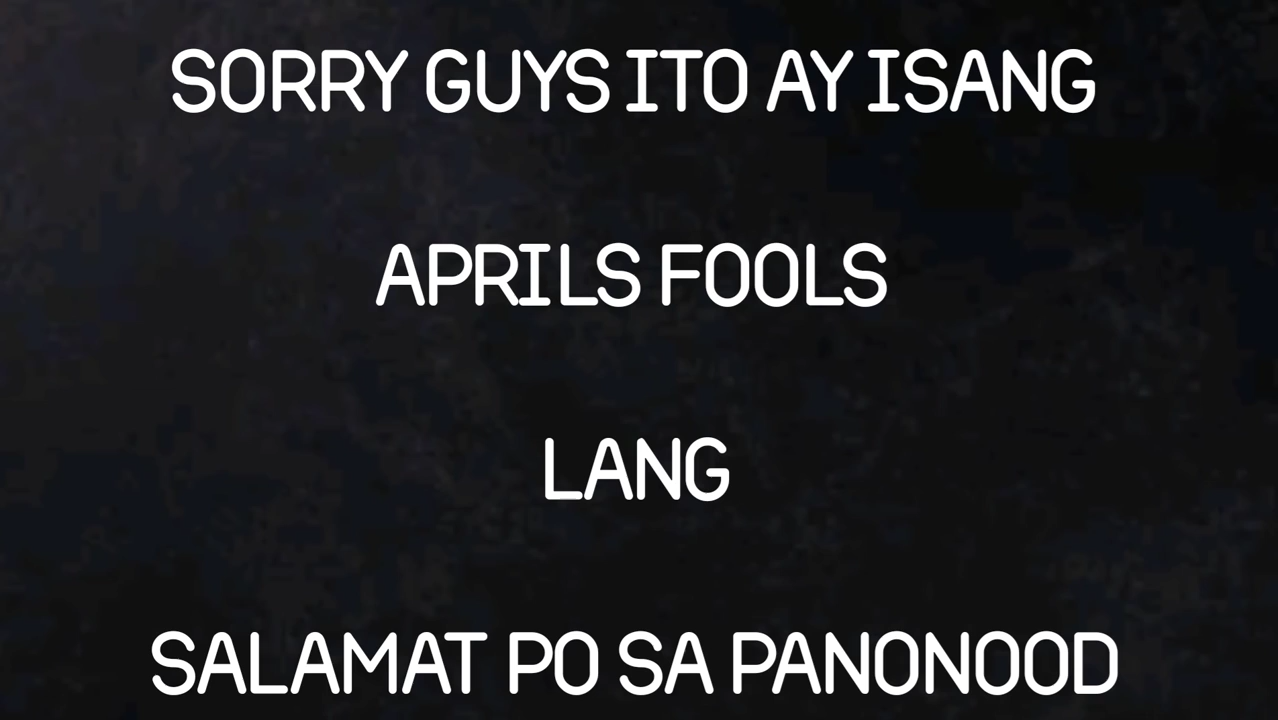 SORRY GUYS ITO AY ISANG
APRILS FOOLS
LANG
SALAMAT PO SA PANONOOD